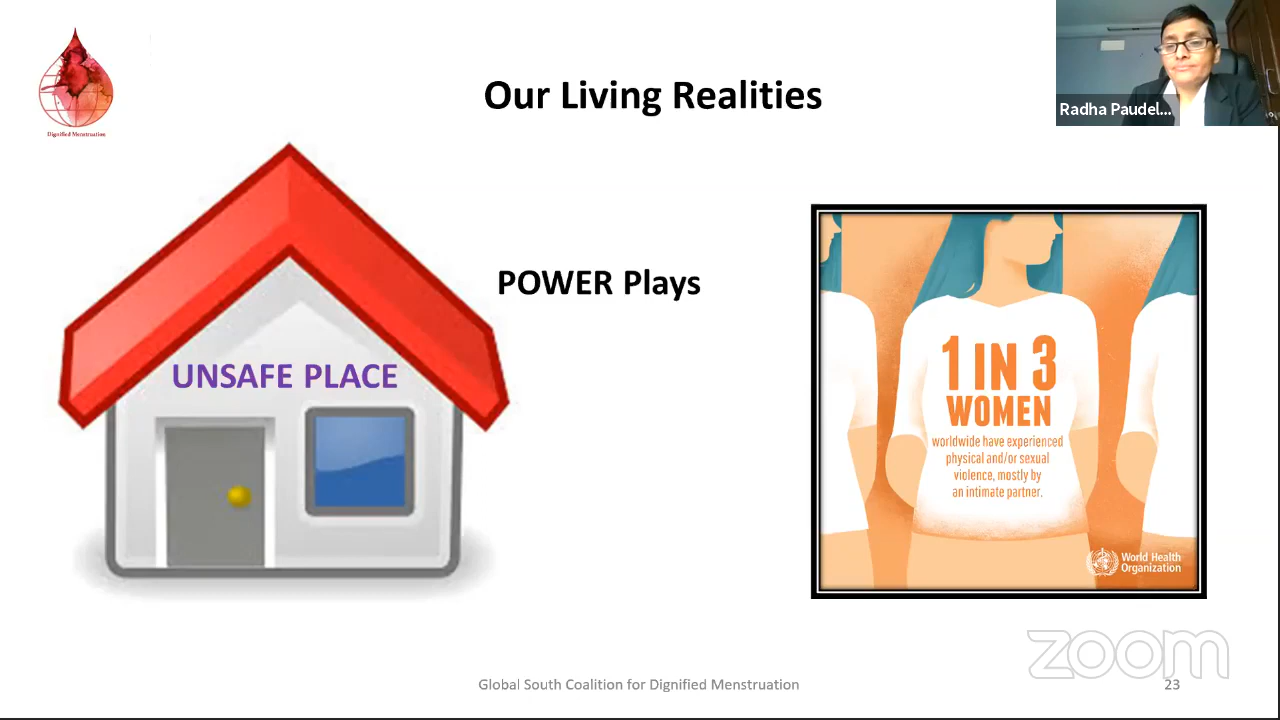 Dignified Menstruation
Our Living Realities
Radha Paudel...
POWER Plays
UNSAFE PLACE
1 IN 3
WOMEN
worldwide have experienced
physical and/or sexual
violence, mostly by
an intimate partner.
World Health
Organization
zoom
Global South Coalition for Dignified Menstruation
23